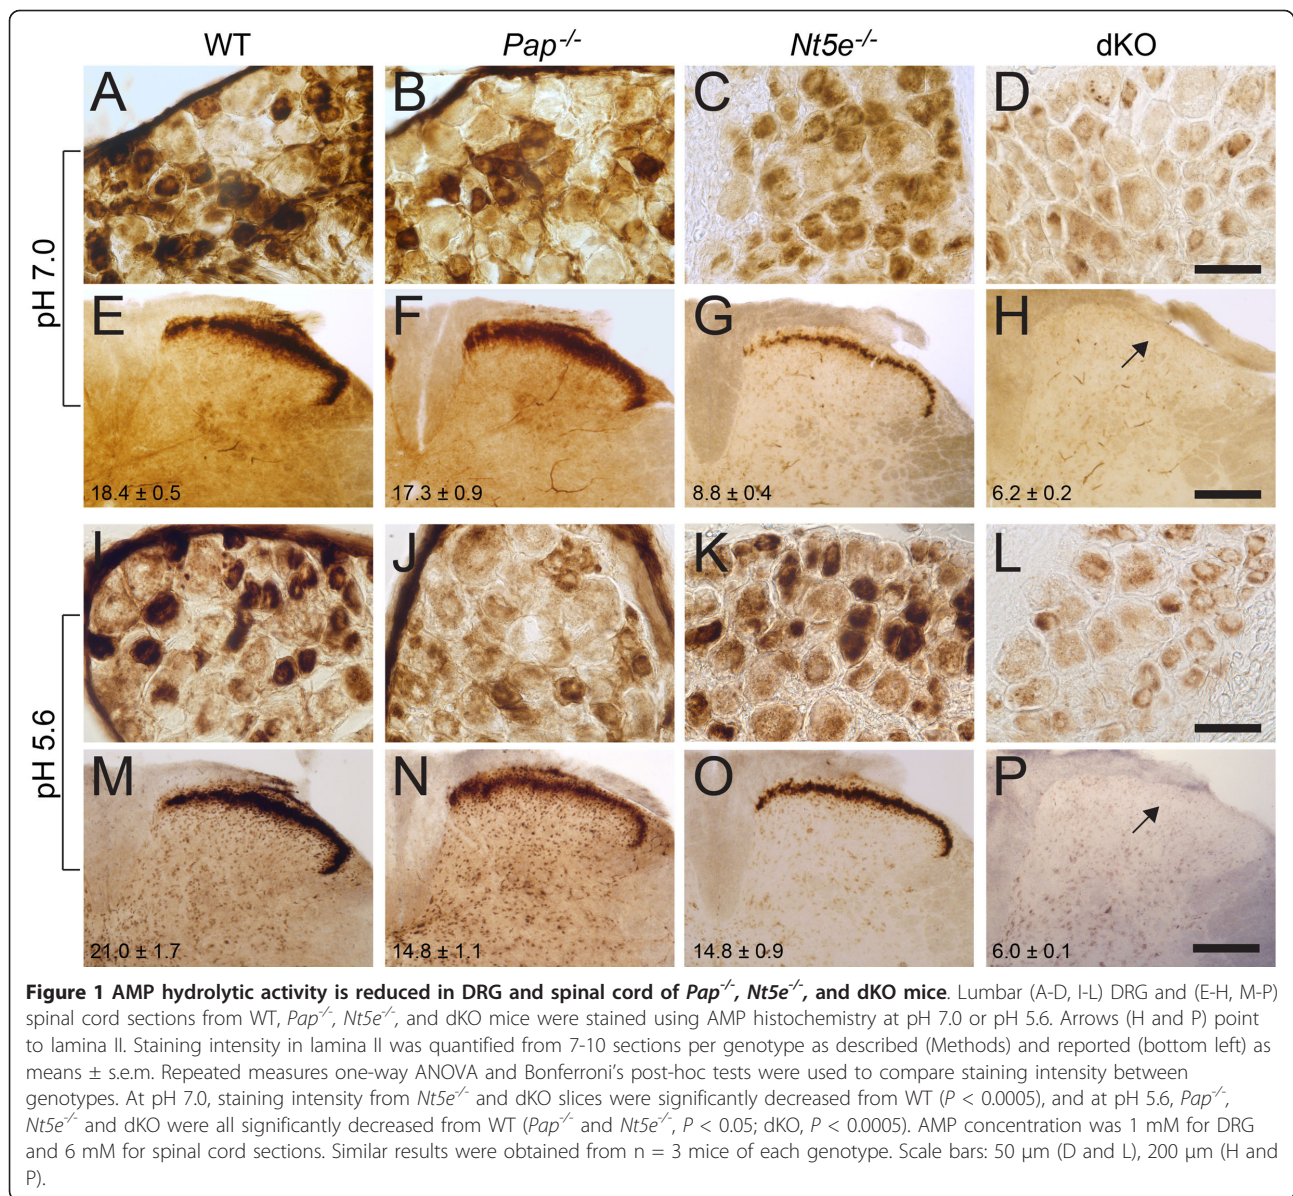 WT Pap-/- Nt5e-/- dKO
A B C D
pH 7.0
E F G H
18.4 ± 0.5 17.3 ± 0.9 8.8 ± 0.4 6.2 ± 0.2
I J K L
pH 5.6
M N O P
21.0 ± 1.7 14.8 ± 1.1 14.8 ± 0.9 6.0 ± 0.1
Figure 1 AMP hydrolytic activity is reduced in DRG and spinal cord of Pap-/-, Nt5e-/-, and dKO mice. Lumbar (A-D, I-L) DRG and (E-H, M-P)
spinal cord sections from WT, Pap-/-, Nt5e-/-, and dKO mice were stained using AMP histochemistry at pH 7.0 or pH 5.6. Arrows (H and P) point
to lamina II. Staining intensity in lamina II was quantified from 7-10 sections per genotype as described (Methods) and reported (bottom left) as
means ± s.e.m. Repeated measures one-way ANOVA and Bonferroni's post-hoc tests were used to compare staining intensity between
genotypes. At pH 7.0, staining intensity from Nt5e-/- and dKO slices were significantly decreased from WT (P < 0.0005), and at pH 5.6, Pap-/-,
Nt5e-/- and dKO were all significantly decreased from WT (Pap-/- and Nt5e-/-, P < 0.05; dKO, P < 0.0005). AMP concentration was 1 mM for DRG
and 6 mM for spinal cord sections. Similar results were obtained from n = 3 mice of each genotype. Scale bars: 50 μm (D and L), 200 μm (H and
P).